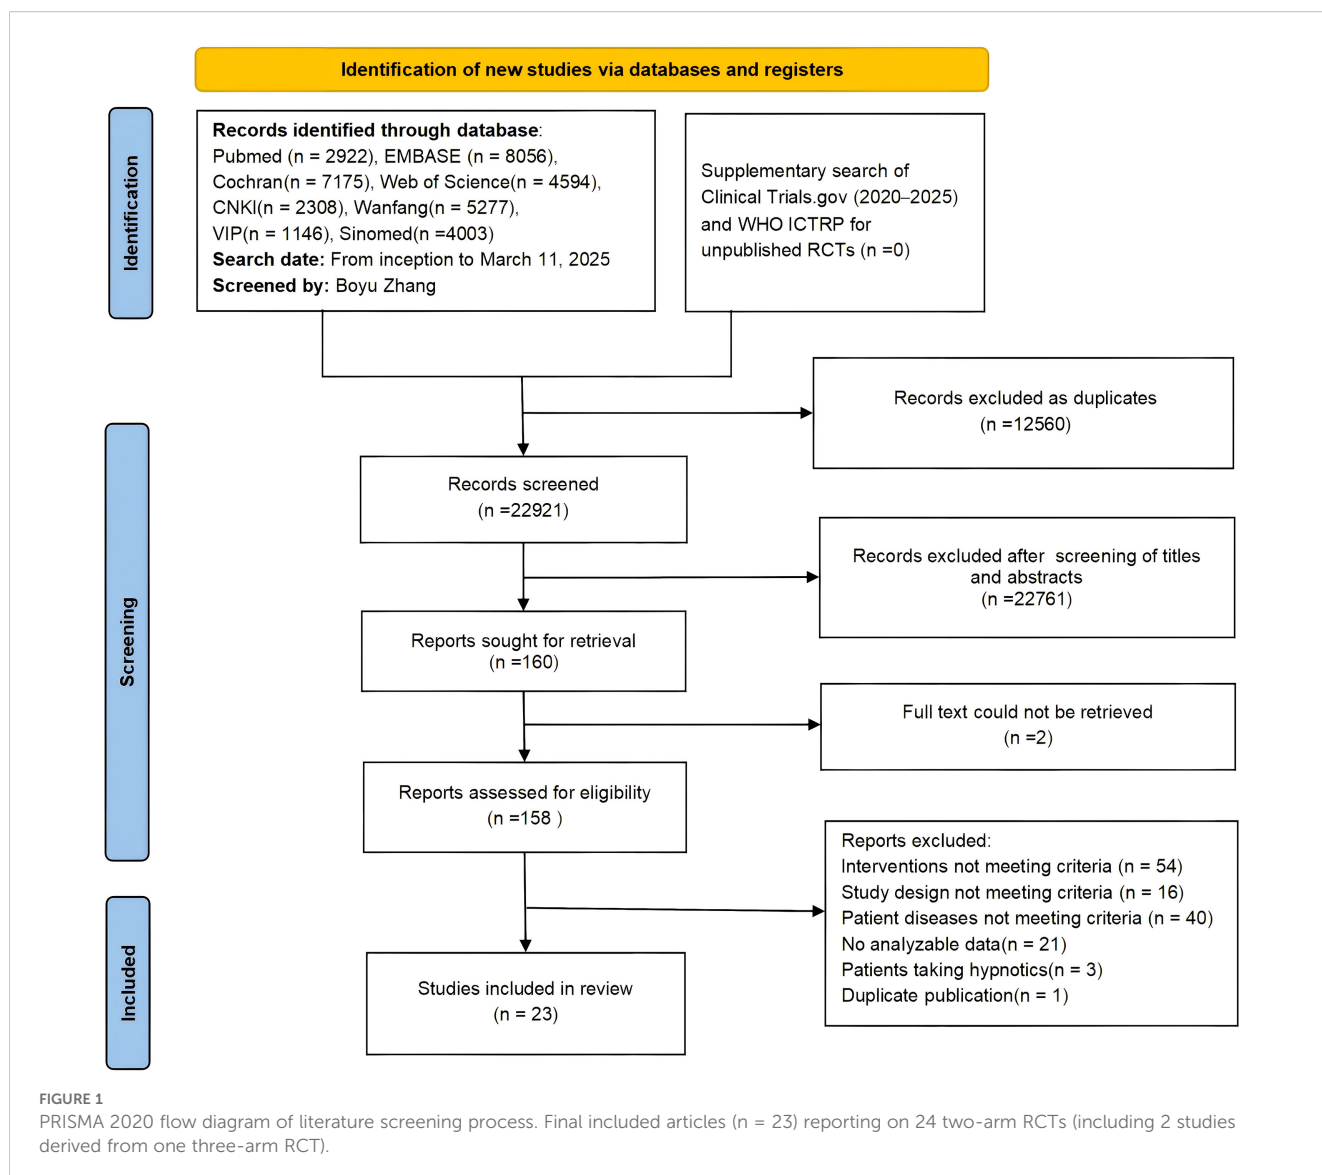 Identification of new studies via databases and registers
Identification
Records identified through database:
Pubmed (n = 2922), EMBASE (n = 8056),
Cochran(n = 7175), Web of Science(n = 4594),
CNKI(n = 2308), Wanfang(n = 5277),
VIP(n = 1146), Sinomed(n =4003)
Search date: From inception to March 11, 2025
Screened by: Boyu Zhang
Supplementary search of
Clinical Trials.gov (2020–2025)
and WHO ICTRP for
unpublished RCTs (n =0)
Records excluded as duplicates
(n =12560)
Screening
Records screened
(n =22921)
Records excluded after  screening of titles
and abstracts
(n =22761)
Reports sought for retrieval
(n =160)
Full text could not be retrieved
(n =2)
Reports assessed for eligibility
(n =158 )
Reports excluded:
Interventions not meeting criteria (n = 54)
Study design not meeting criteria (n = 16)
Patient diseases not meeting criteria (n = 40)
No analyzable data(n = 21)
Patients taking hypnotics(n = 3)
Duplicate publication(n = 1)
Included
Studies included in review
(n = 23)
FIGURE 1
PRISMA 2020 flow diagram of literature screening process. Final included articles (n = 23) reporting on 24 two-arm RCTs (including 2 studies
derived from one three-arm RCT).